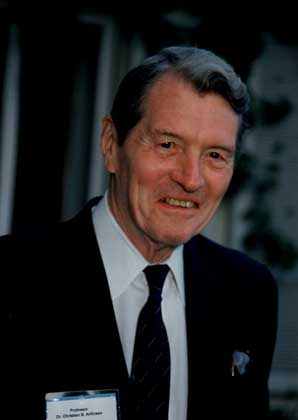 Professor
Dr. Christian B. Anfinsen